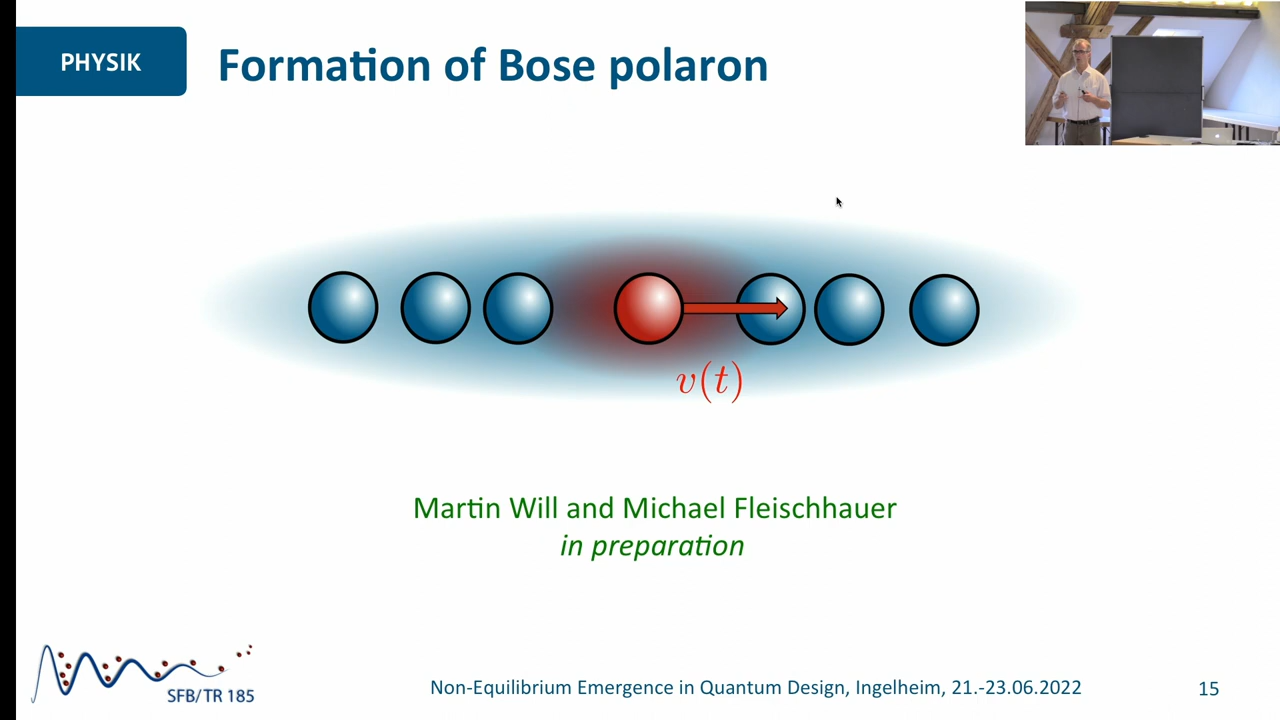 PHYSIK
Formation of Bose polaron
v(t)
Martin Will and Michael Fleischhauer
in preparation
SFB/TR 185
Non-Equilibrium Emergence in Quantum Design, Ingelheim, 21.-23.06.2022
15